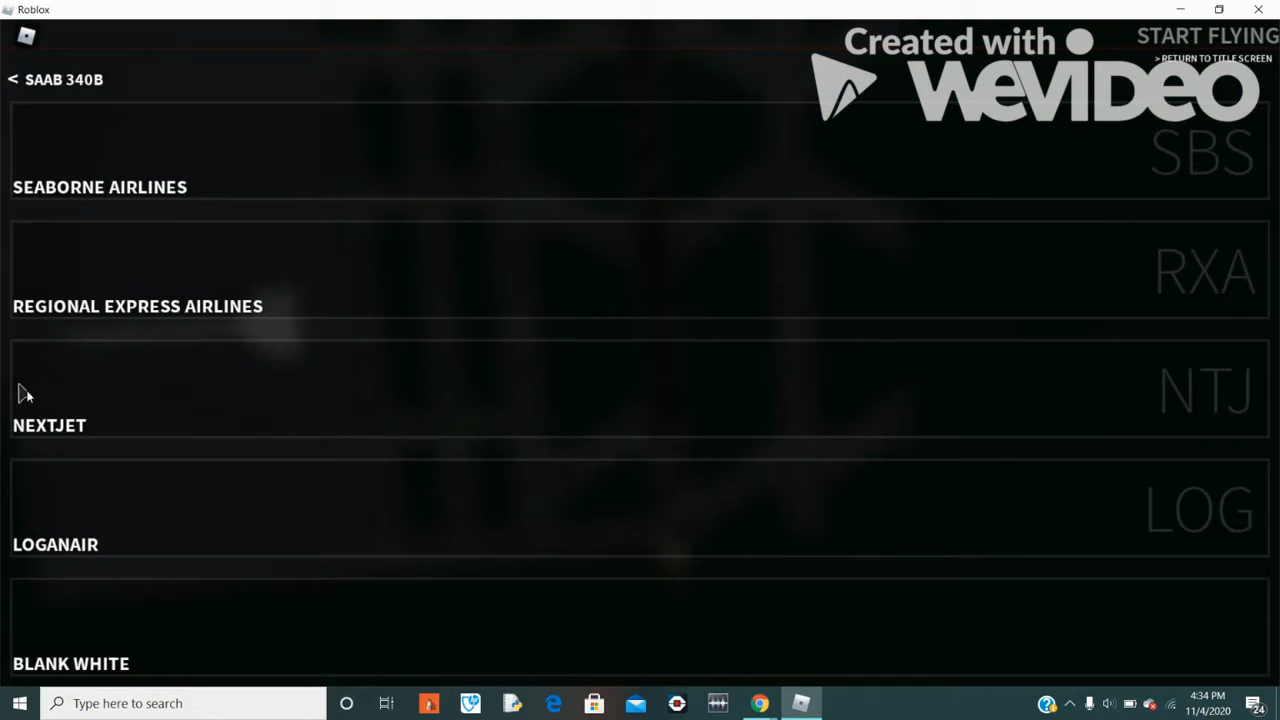 Roblox
Created with
WeVideo
START FLYING
> RETURN TO TITLE SCREEN
< SAAB 340B
SBS
SEABORNE AIRLINES
RXA
REGIONAL EXPRESS AIRLINES
NTJ
NEXTJET
LOG
LOGANAIR
BLANK WHITE
Type here to search
4:34 PM
11/4/2020
24